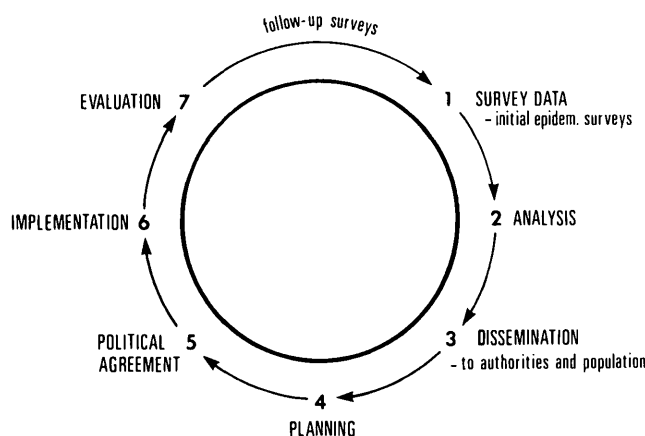 follow-up surveys
1 SURVEY DATA
- initial epidem. surveys
2 ANALYSIS
3 DISSEMINATION
- to authorities and population
4
PLANNING
POLITICAL 5
AGREEMENT
IMPLEMENTATION 6
EVALUATION 7